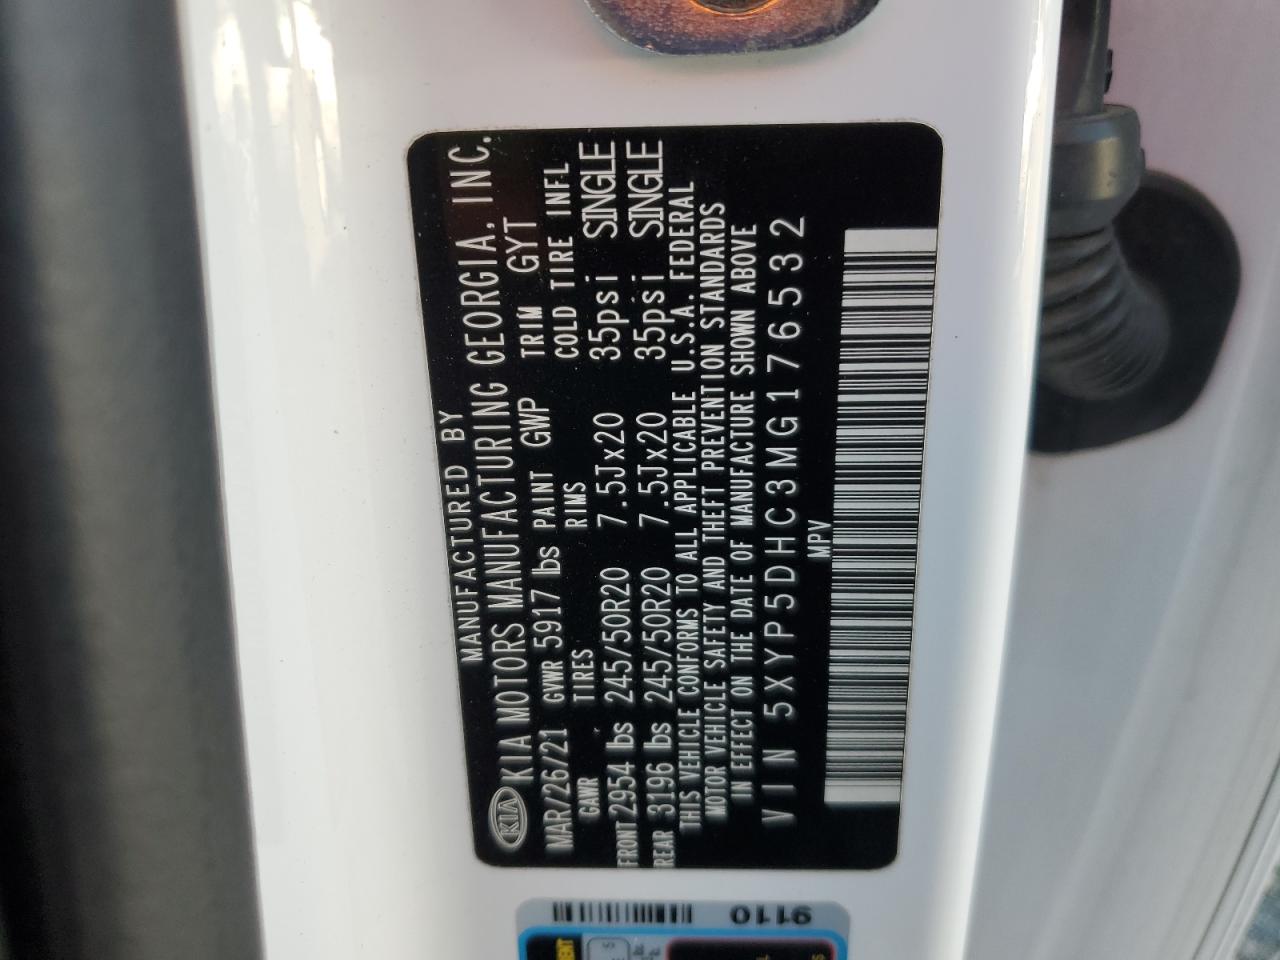 MANUFACTURED BY
KIA KIA MOTORS MANUFACTURING GEORGIA, INC.
MAR/26/21 GVWR 5917 lbs PAINT GWP TRIM GYT
GAWR TIRES RIMS COLD TIRE INFL
FRONT 2954 lbs 245/50R20 7.5Jx20 35psi SINGLE
REAR 3196 lbs 245/50R20 7.5Jx20 35psi SINGLE
THIS VEHICLE CONFORMS TO ALL APPLICABLE U.S.A. FEDERAL
MOTOR VEHICLE SAFETY AND THEFT PREVENTION STANDARDS
IN EFFECT ON THE DATE OF MANUFACTURE SHOWN ABOVE
VIN 5XYP5DHC3MG176532
MPV
9110